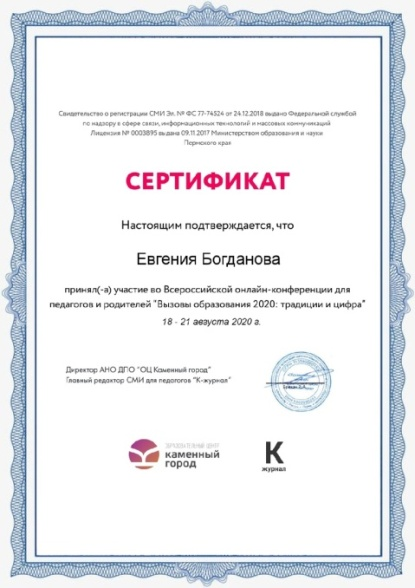 Свидетельство о регистрации СМИ Эл. № ФС 77-74524 от 24.12.2018 выдано Федеральной службой
по надзору в сфере связи, информационных технологий и массовых коммуникаций
Лицензия № 0003895 выдана 09.11.2017 Министерством образования и науки
Пермского края
СЕРТИФИКАТ
Настоящим подтверждается, что
Евгения Богданова
принял(-а) участие во Всероссийской онлайн-конференции для
педагогов и родителей "Вызовы образования 2020: традиции и цифра"
18 - 21 августа 2020 г.
Директор АНО ДПО "ОЦ Каменный город"
Главный редактор СМИ для педагогов "К-журнал"
ОБРАЗОВАТЕЛЬНЫЙ ЦЕНТР
каменный
город
К
журнал